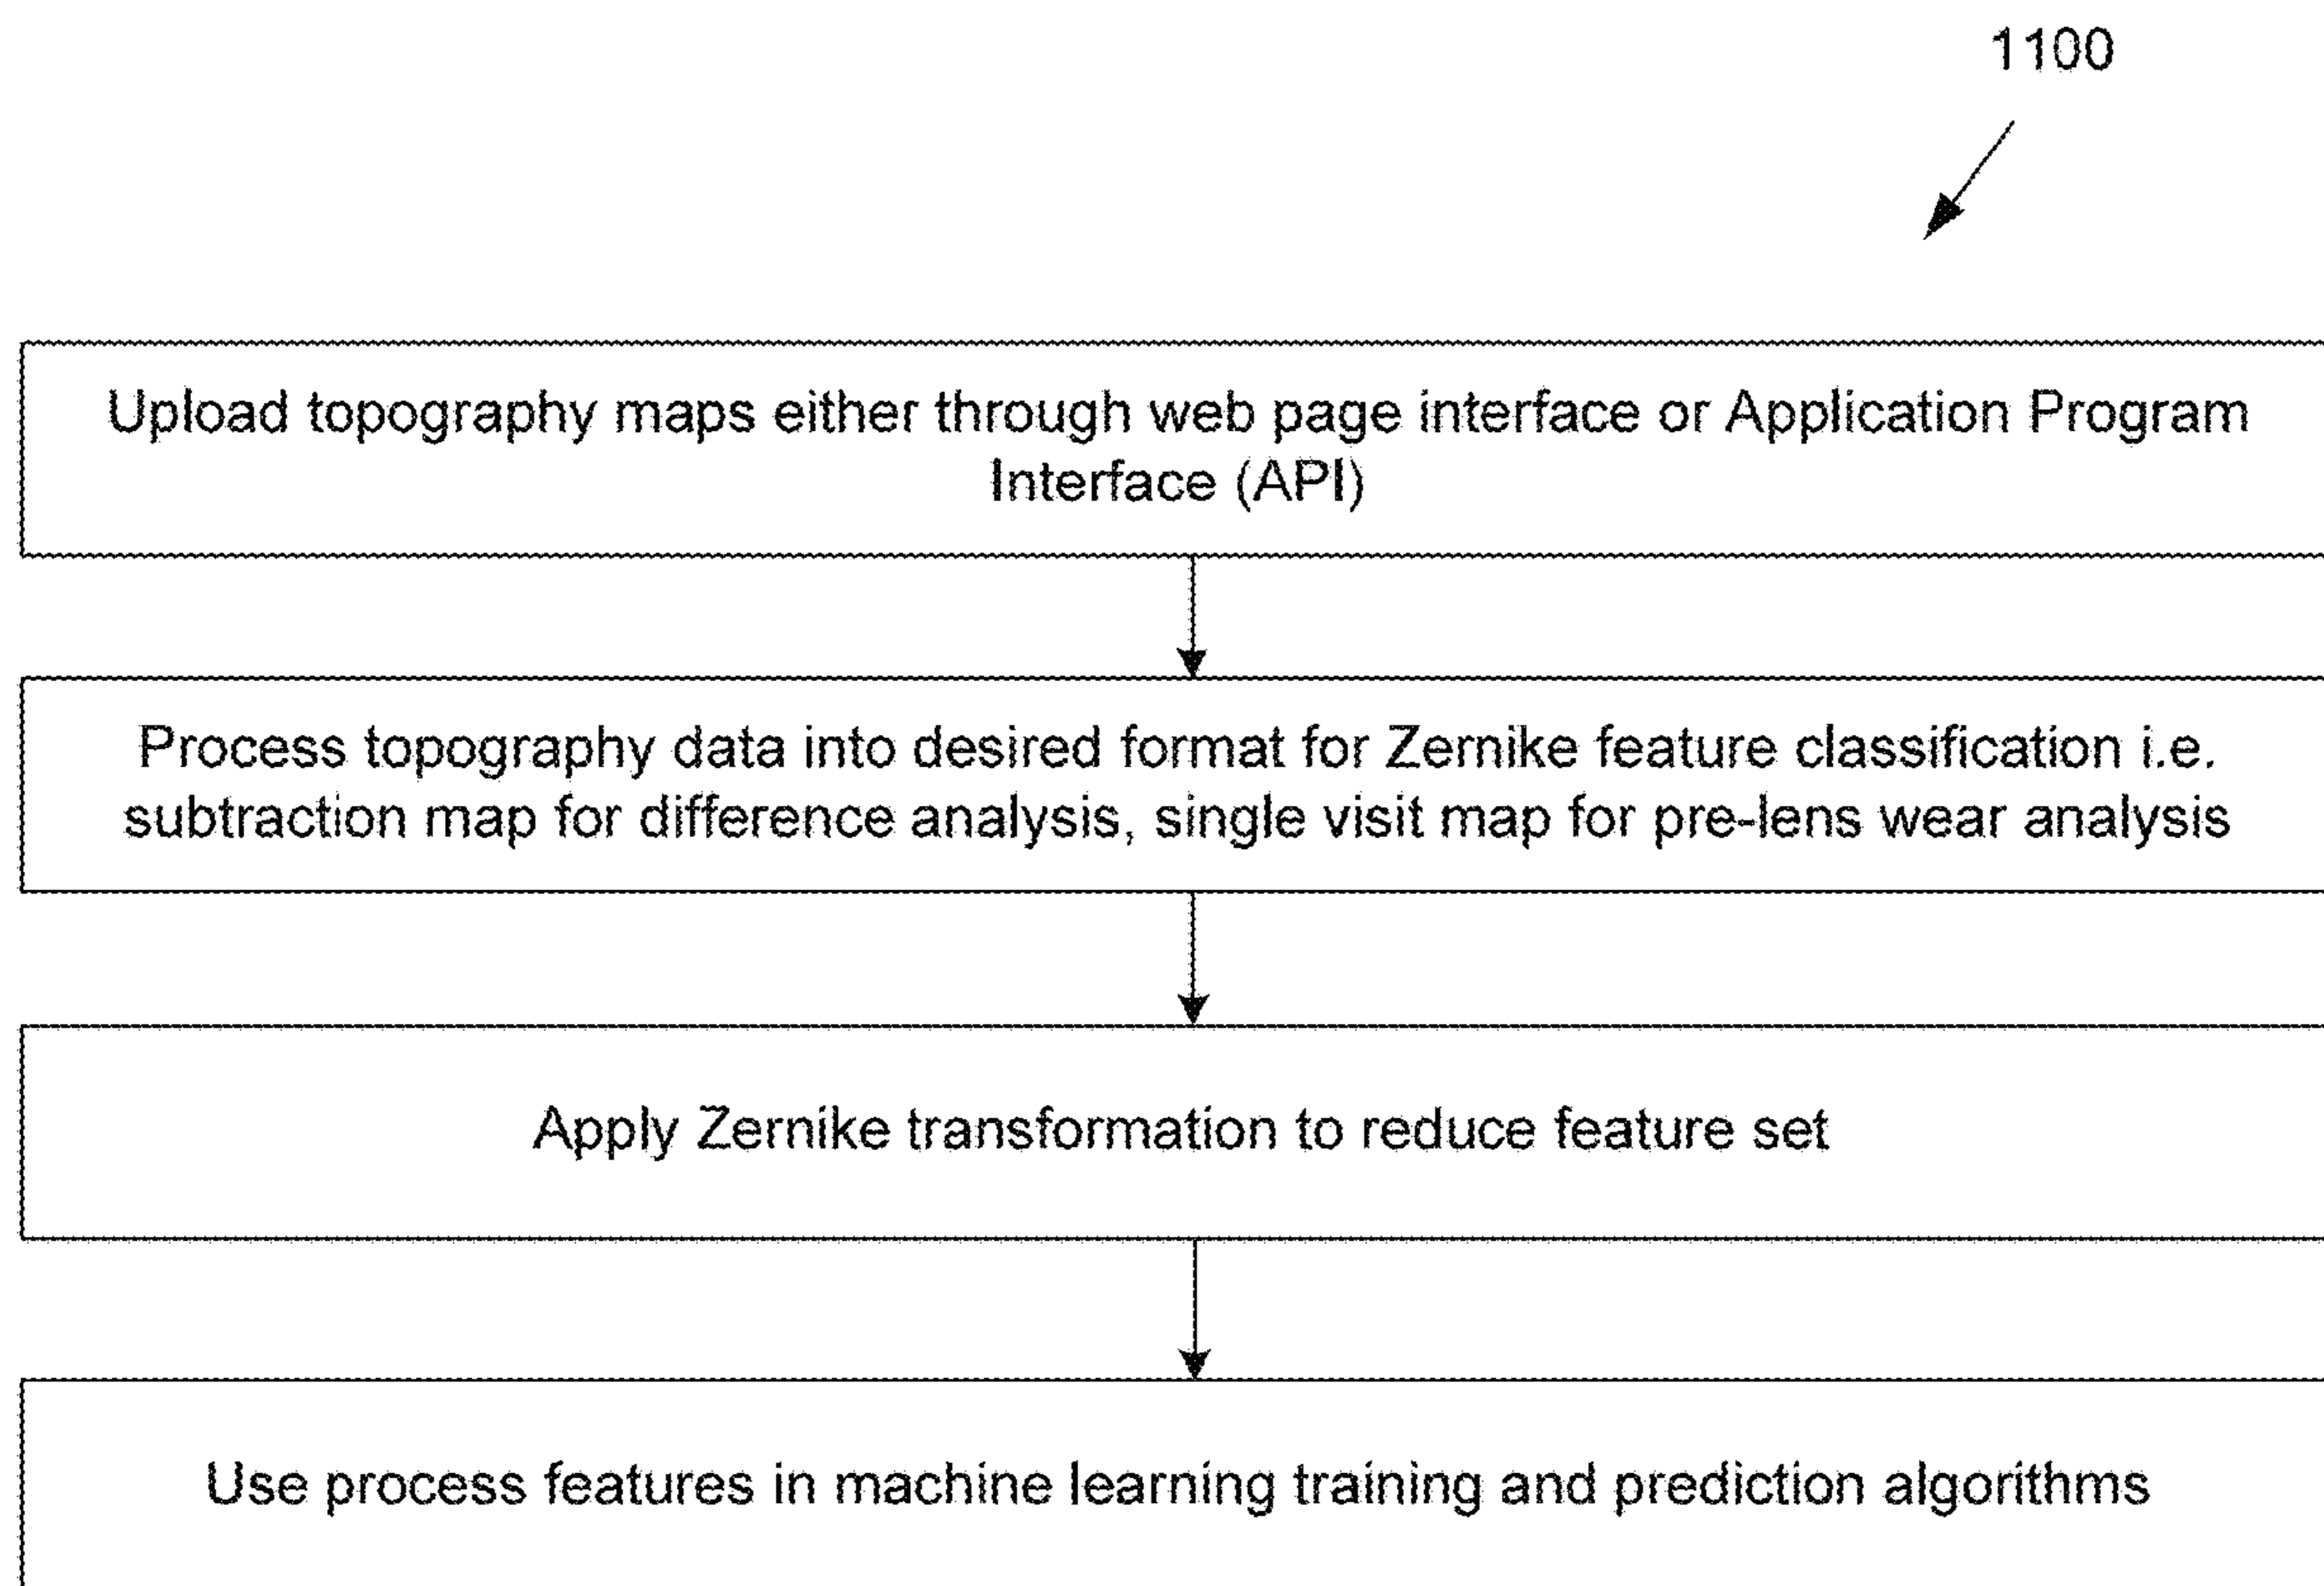 1100
Upload topography maps either through web page interface or Application Program
Interface (API)
Process topography data into desired format for Zernike feature classification i.e.
subtraction map for difference analysis, single visit map for pre-lens wear analysis
Apply Zernike transformation to reduce feature set
Use process features in machine learning training and prediction algorithms